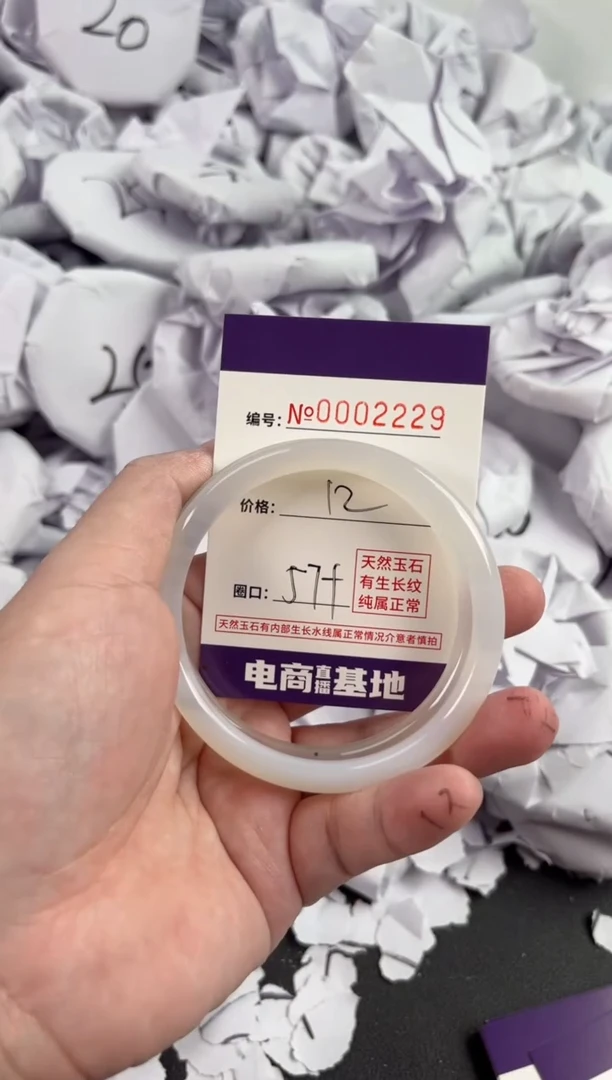 20
20
编号: №0002229
价格: 12
圈口: 57+
天然玉石
有生长纹
纯属正常
天然玉石有内部生长水线属正常情况介意者慎拍
电商直播基地